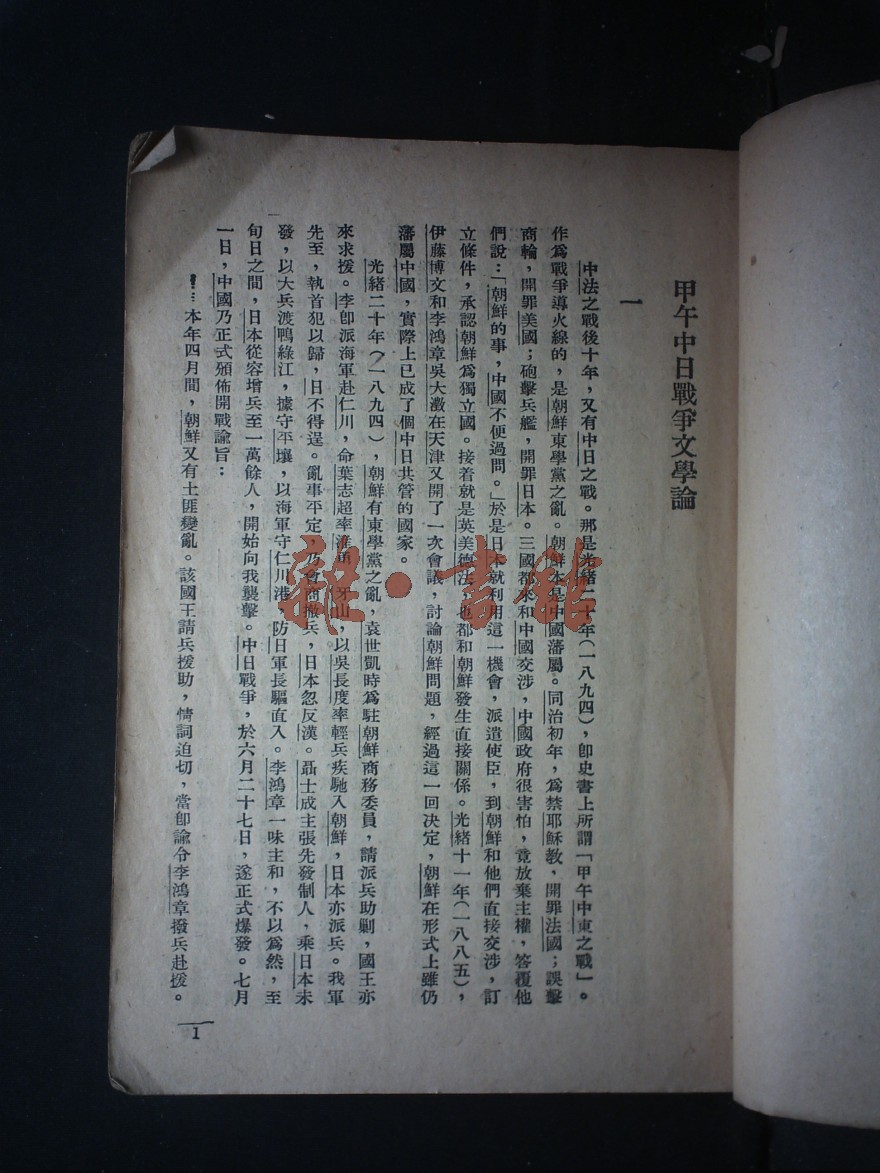 甲午中日戰爭文學論
一
中法之戰後十年，又有中日之戰。那是光緒二十年(一八九四)，卽史書上所謂「甲午中東之戰」。
作爲戰爭導火線的，是朝鮮東學黨之亂。朝鮮本是中國藩屬。同治初年，爲禁耶穌教，開罪法國；誤擊
商輪，開罪美國；砲擊兵艦，開罪日本。三國都來和中國交涉，中國政府很害怕，竟放棄主權，答覆他
們說：「朝鮮的事，中國不便過問。」於是日本就利用這一機會，派遣使臣，到朝鮮和他們直接交涉，訂
立條件，承認朝鮮爲獨立國。接着就是英美德法，也都和朝鮮發生直接關係。光緒十一年(一八八五)，
伊藤博文和李鴻章吳大澂在天津又開了一次會議，討論朝鮮問題，經過這一回決定，朝鮮在形式上雖仍
藩屬中國，實際上已成了個中日共管的國家。
光緒二十年(一八九四)，朝鮮有東學黨之亂，袁世凱時爲駐朝鮮商務委員，請派兵助剿，國王亦
來求援。李卽派海軍赴仁川，命葉志超率淮勇 牙山，以吳長度率輕兵疾馳入朝鮮，日本亦派兵。我軍
先至，執首犯以歸，日不得逞。亂事平定，乃會商撤兵，日本忽反漢。聶士成主張先發制人，乘日本未
發，以大兵渡鴨綠江，據守平壤，以海軍守仁川港，防日軍長驅直入。李鴻章一味主和，不以爲然，至
旬日之間，日本從容增兵至一萬餘人，開始向我襲擊。中日戰爭，於六月二十七日，遂正式爆發。七月
一日，中國乃正式頒佈開戰諭旨：
……本年四月間，朝鮮又有土匪變亂。該國王請兵援助，情詞迫切，當卽諭令李鴻章撥兵赴援。
1
雜·書館